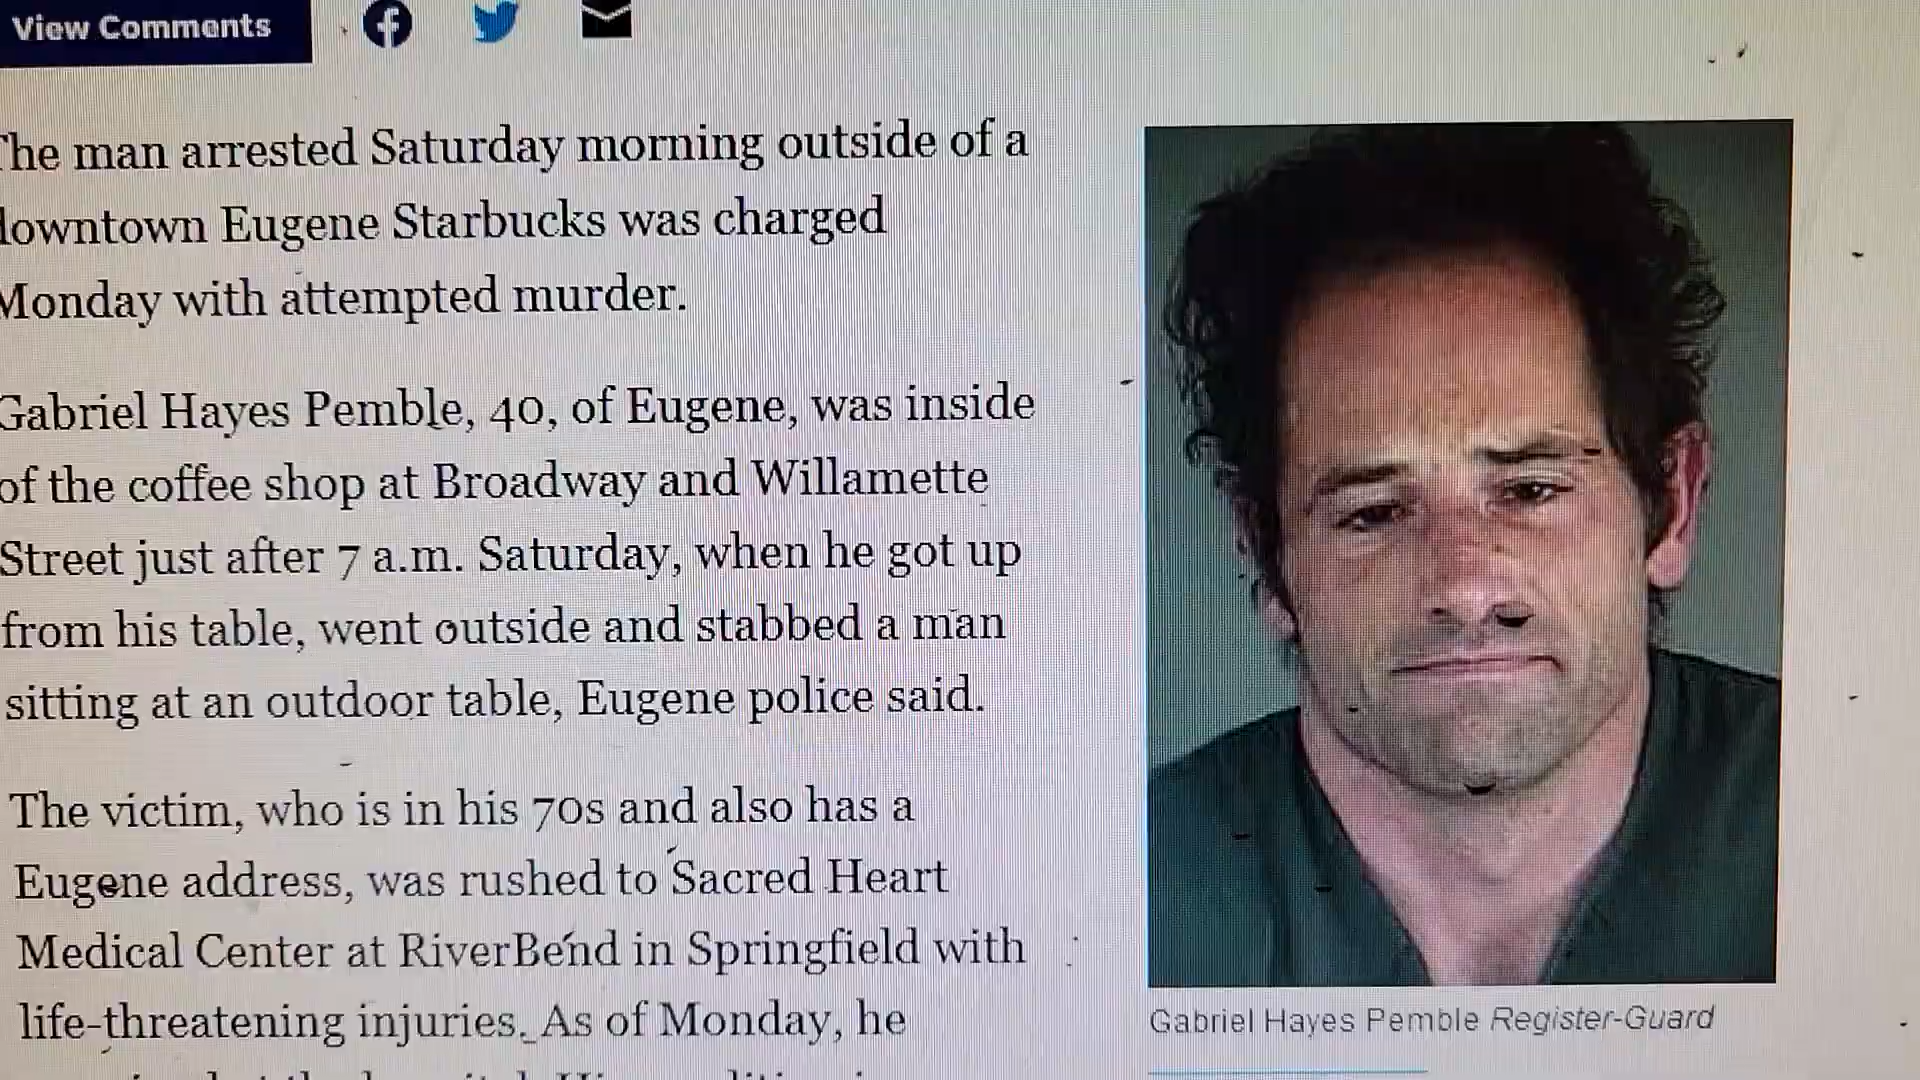 View Comments
The man arrested Saturday morning outside of a
downtown Eugene Starbucks was charged
Monday with attempted murder.
Gabriel Hayes Pemble, 40, of Eugene, was inside
of the coffee shop at Broadway and Willamette
Street just after 7 a.m. Saturday, when he got up
from his table, went outside and stabbed a man
sitting at an outdoor table, Eugene police said.
The victim, who is in his 70s and also has a
Eugene address, was rushed to Sacred Heart
Medical Center at RiverBend in Springfield with
life-threatening injuries. As of Monday, he
Gabriel Hayes Pemble Register-Guard